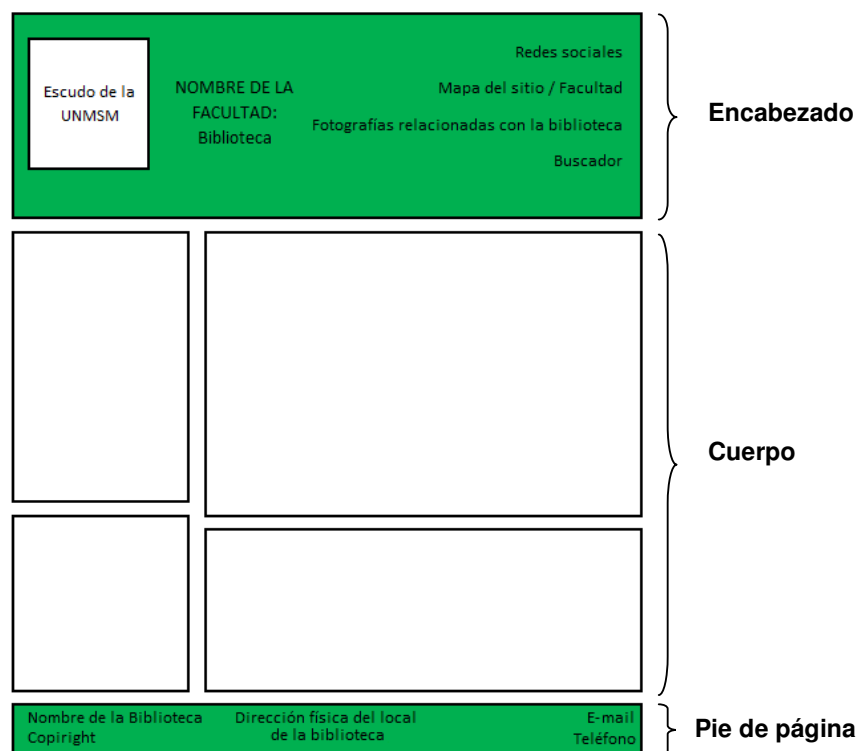 Escudo de la
UNMSM
NOMBRE DE LA
FACULTAD:
Biblioteca
Redes sociales
Mapa del sitio / Facultad
Fotografías relacionadas con la biblioteca
Buscador
Encabezado
Cuerpo
Nombre de la Biblioteca
Copiright
Dirección física del local
de la biblioteca
E-mail
Teléfono
Pie de página